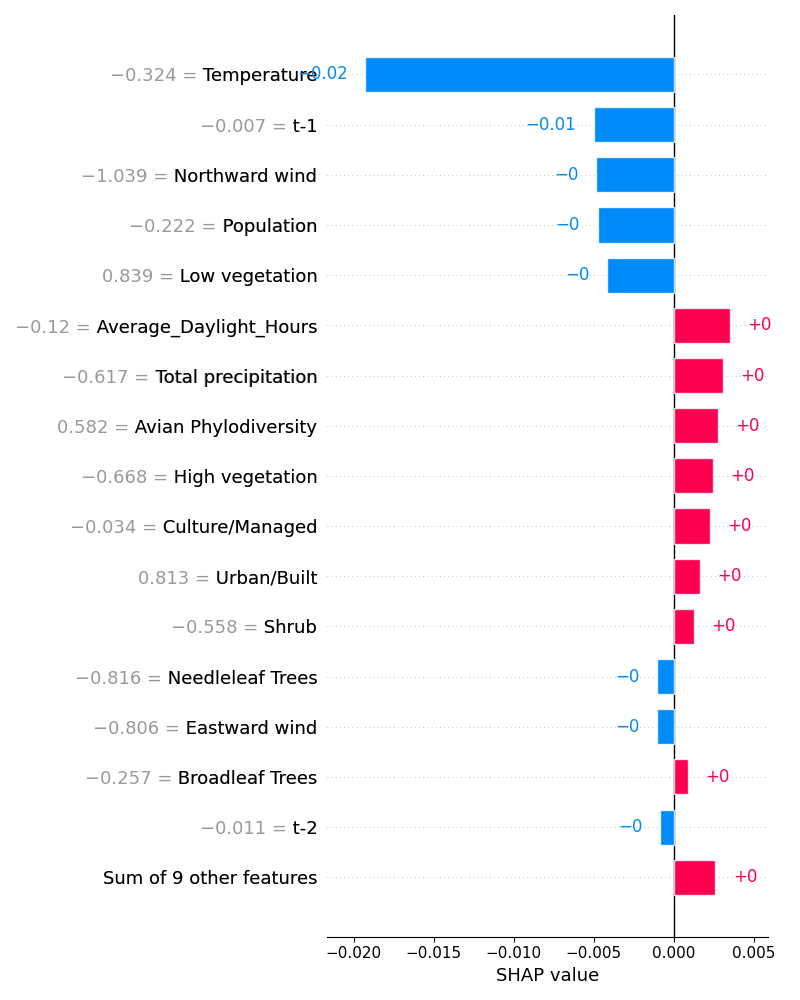 −0.324 = Temperature −0.02
−0.007 = t-1 −0.01
−1.039 = Northward wind −0
−0.222 = Population −0
0.839 = Low vegetation −0
−0.12 = Average_Daylight_Hours +0
−0.617 = Total precipitation +0
0.582 = Avian Phylodiversity +0
−0.668 = High vegetation +0
−0.034 = Culture/Managed +0
0.813 = Urban/Built +0
−0.558 = Shrub +0
−0.816 = Needleleaf Trees −0
−0.806 = Eastward wind −0
−0.257 = Broadleaf Trees +0
−0.011 = t-2 −0
Sum of 9 other features +0
−0.020 −0.015 −0.010 −0.005 0.000 0.005
SHAP value